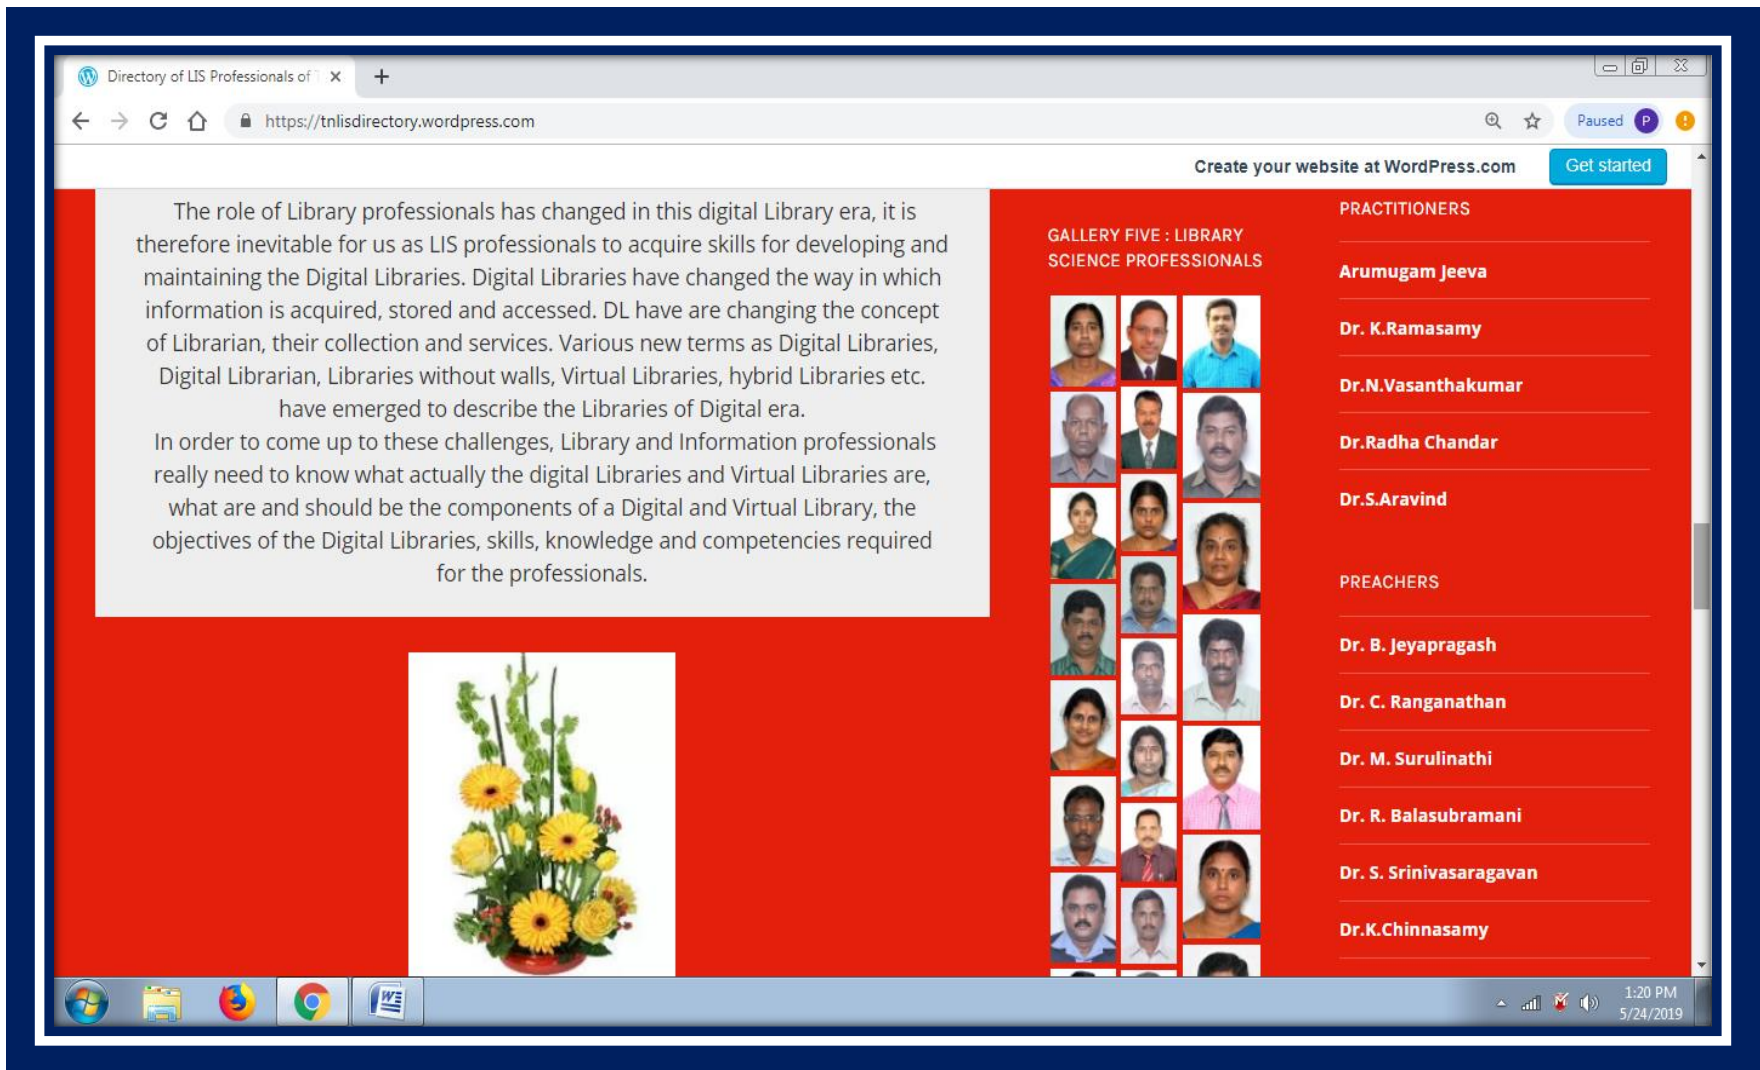 Directory of LIS Professionals of T
https://tnlisdirectory.wordpress.com
Paused P
Create your website at WordPress.com
Get started
The role of Library professionals has changed in this digital Library era, it is
therefore inevitable for us as LIS professionals to acquire skills for developing and
maintaining the Digital Libraries. Digital Libraries have changed the way in which
information is acquired, stored and accessed. DL have are changing the concept
of Librarian, their collection and services. Various new terms as Digital Libraries,
Digital Librarian, Libraries without walls, Virtual Libraries, hybrid Libraries etc.
have emerged to describe the Libraries of Digital era.
In order to come up to these challenges, Library and Information professionals
really need to know what actually the digital Libraries and Virtual Libraries are,
what are and should be the components of a Digital and Virtual Library, the
objectives of the Digital Libraries, skills, knowledge and competencies required
for the professionals.
GALLERY FIVE : LIBRARY
SCIENCE PROFESSIONALS
PRACTITIONERS
Arumugam Jeeva
Dr. K.Ramasamy
Dr.N.Vasanthakumar
Dr.Radha Chandar
Dr.S.Aravind
PREACHERS
Dr. B. Jeyapragash
Dr. C. Ranganathan
Dr. M. Surulinathi
Dr. R. Balasubramani
Dr. S. Srinivasaragavan
Dr.K.Chinnasamy
1:20 PM
5/24/2019